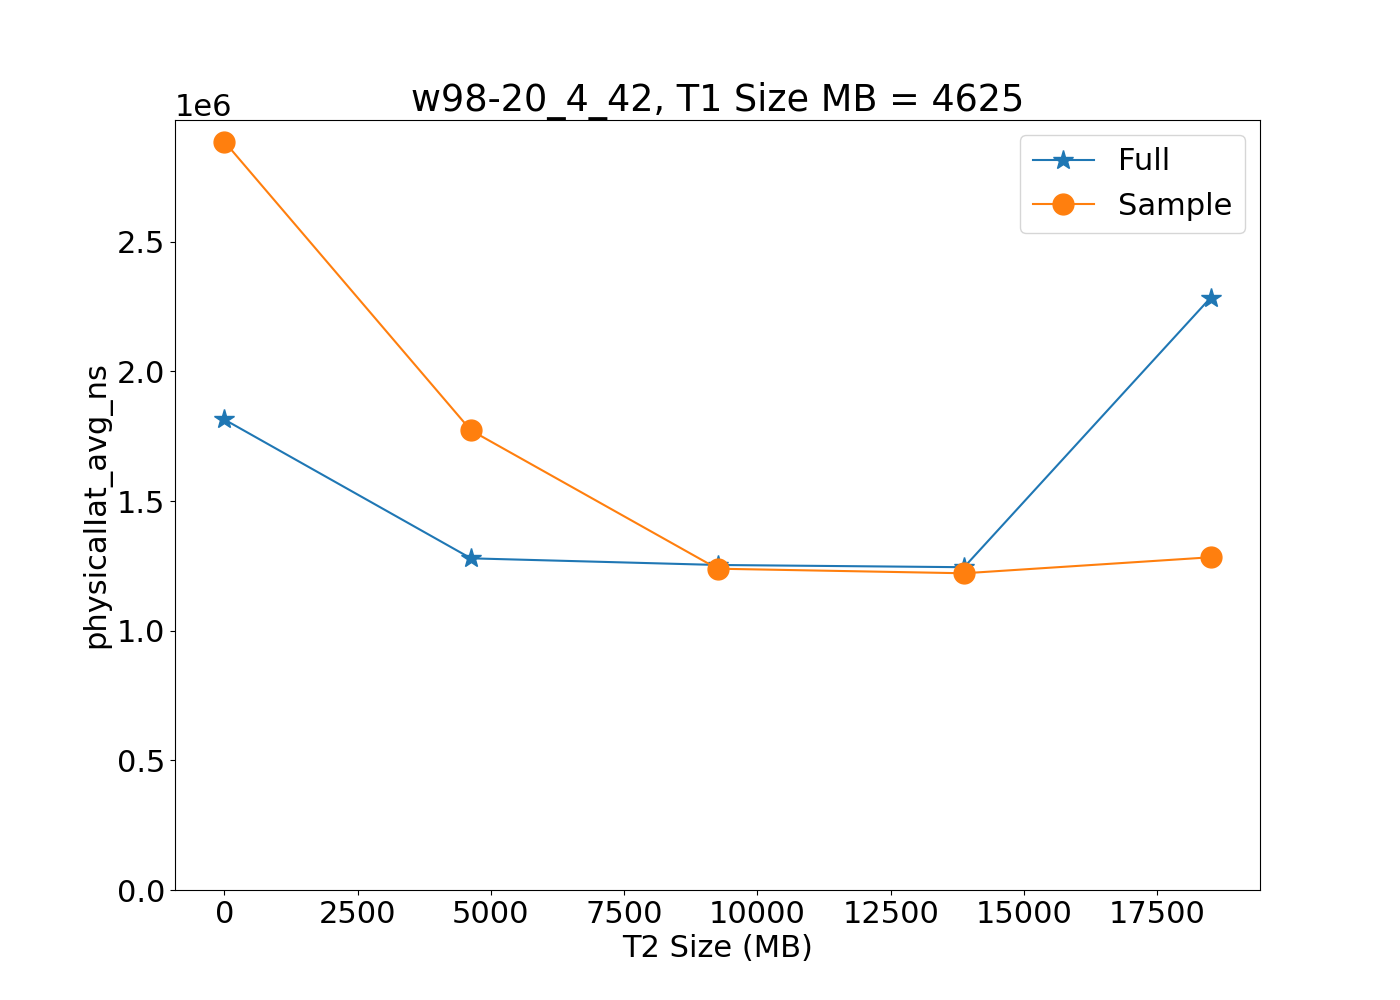 w98-20_4_42, T1 Size MB = 4625
1e6
Full
Sample
2.5
2.0
1.5
1.0
0.5
0.0
physicallat_avg_ns
0 2500 5000 7500 10000 12500 15000 17500
T2 Size (MB)